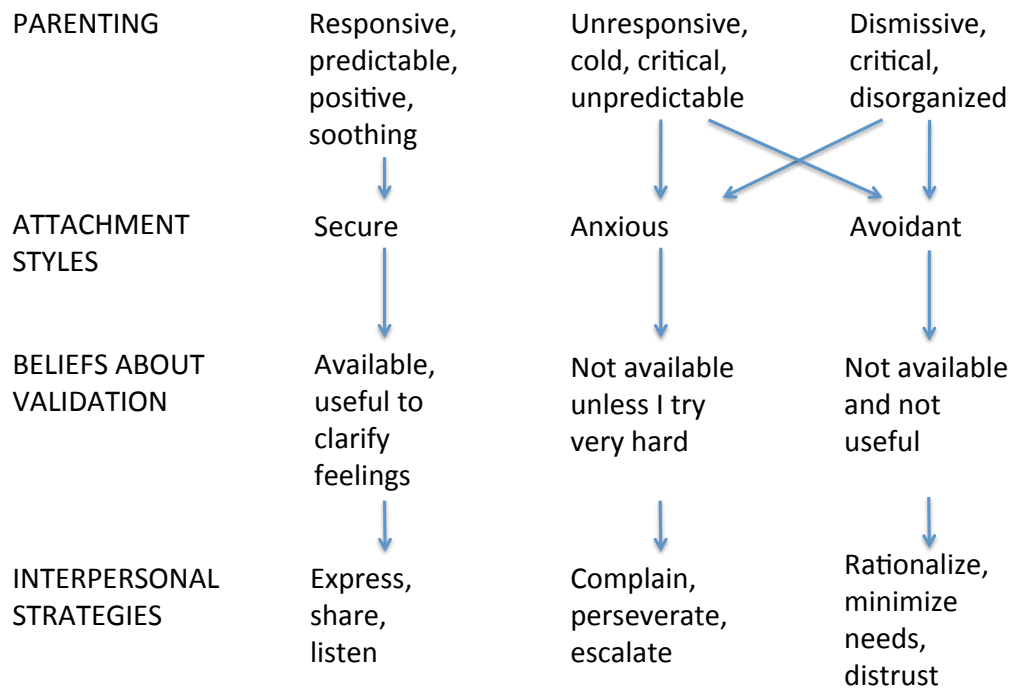 PARENTING
Responsive,
predictable,
positive,
soothing
Unresponsive,
cold, critical,
unpredictable
Dismissive,
critical,
disorganized
ATTACHMENT
STYLES
Secure
Anxious
Avoidant
BELIEFS ABOUT
VALIDATION
Available,
useful to
clarify
feelings
Not available
unless I try
very hard
Not available
and not
useful
INTERPERSONAL
STRATEGIES
Express,
share,
listen
Complain,
perseverate,
escalate
Rationalize,
minimize
needs,
distrust